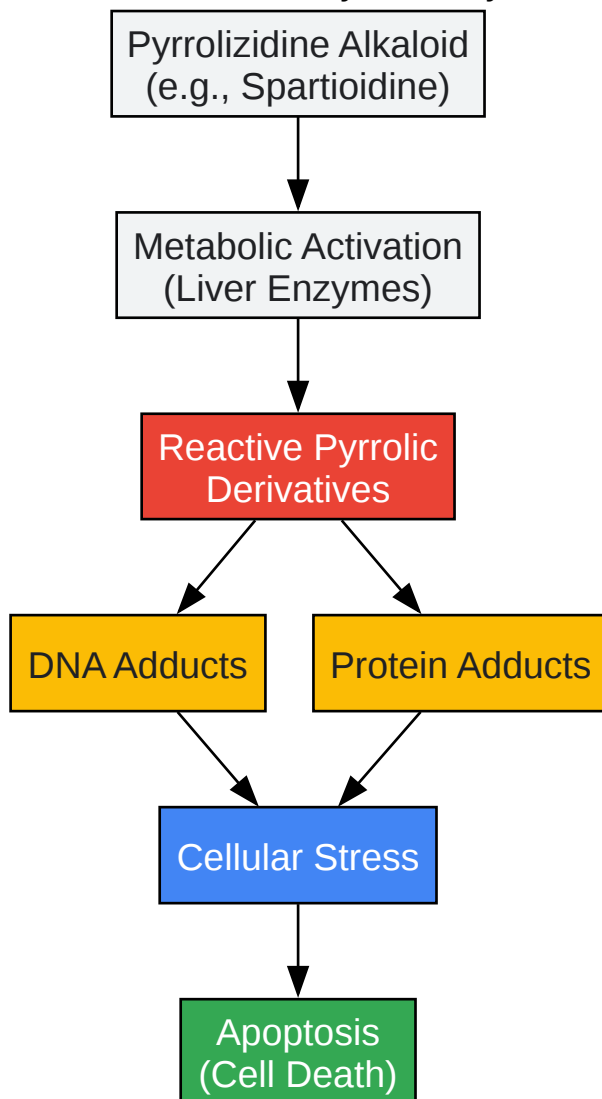 Pyrrolizidine Alkaloid
(e.g., Spartioidine)
Metabolic Activation
(Liver Enzymes)
Reactive Pyrrolic
Derivatives
DNA Adducts
Protein Adducts
Cellular Stress
Apoptosis
(Cell Death)